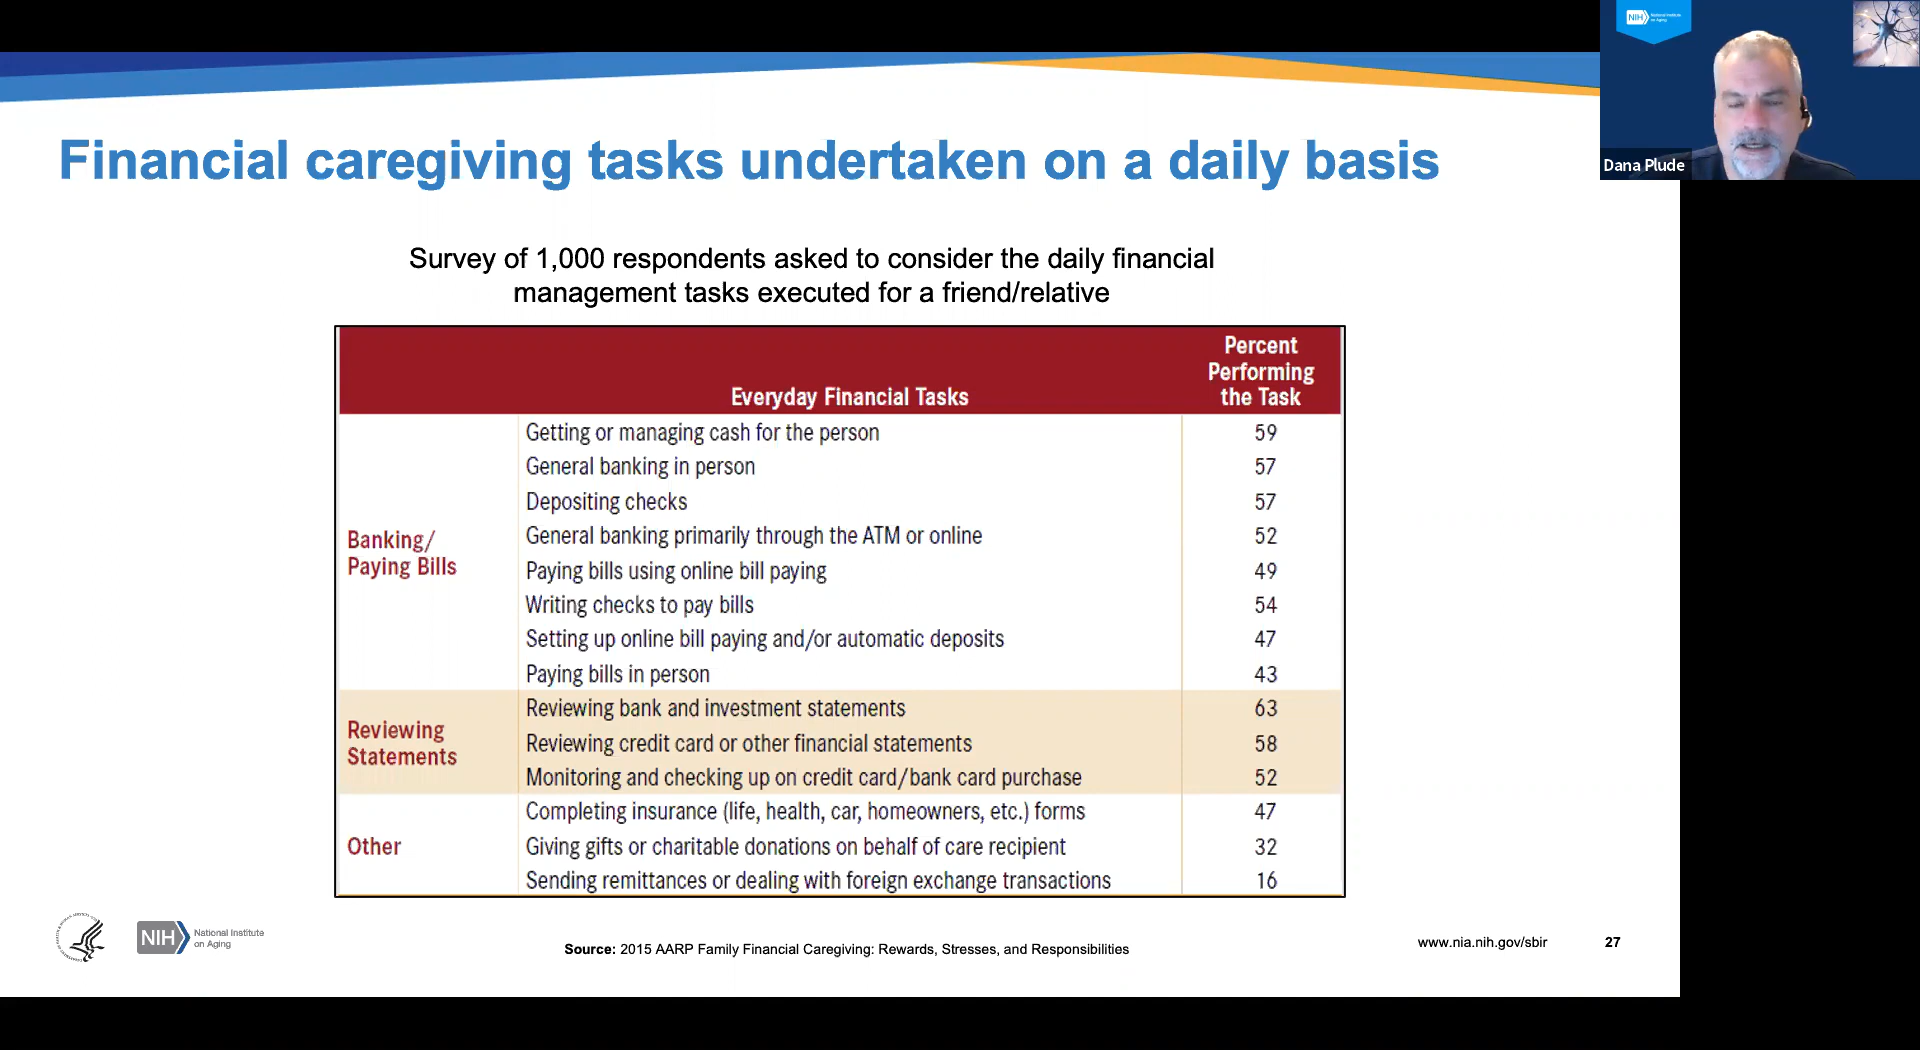 NIH National Institute
on Aging
Dana Plude
Financial caregiving tasks undertaken on a daily basis
Survey of 1,000 respondents asked to consider the daily financial
management tasks executed for a friend/relative
Percent
Performing
Everyday Financial Tasks the Task
Getting or managing cash for the person 59
General banking in person 57
Depositing checks 57
General banking primarily through the ATM or online 52
Banking/
Paying Bills
Paying bills using online bill paying 49
Writing checks to pay bills 54
Setting up online bill paying and/or automatic deposits 47
Paying bills in person 43
Reviewing bank and investment statements 63
Reviewing
Statements
Reviewing credit card or other financial statements 58
Monitoring and checking up on credit card/bank card purchase 52
Completing insurance (life, health, car, homeowners, etc.) forms 47
Other Giving gifts or charitable donations on behalf of care recipient 32
Sending remittances or dealing with foreign exchange transactions 16
NIH National Institute
on Aging
Source: 2015 AARP Family Financial Caregiving: Rewards, Stresses, and Responsibilities
www.nia.nih.gov/sbir 27